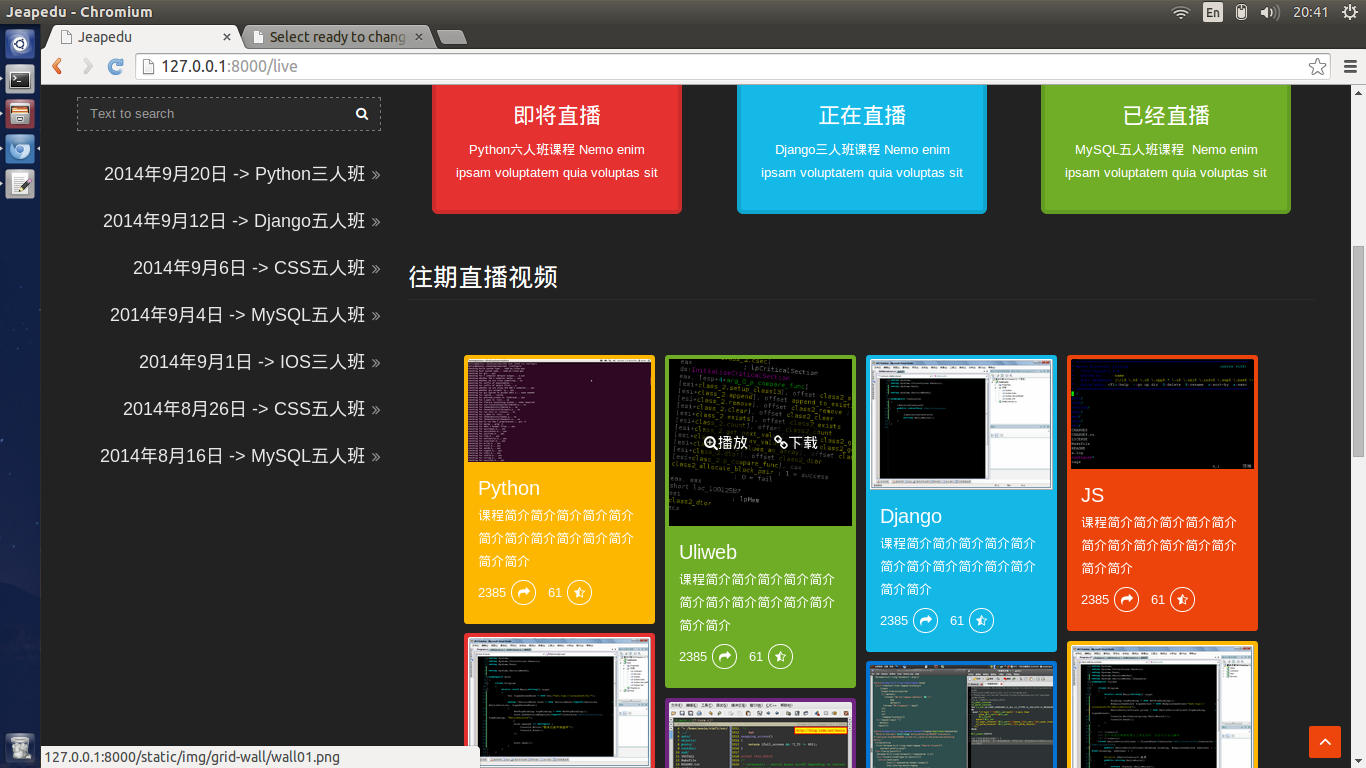 Jeapedu - Chromium
En
20:41
Jeapedu
Select ready to chang
127.0.0.1:8000/live
Text to search
2014年9月20日 -> Python三人班 »
2014年9月12日 -> Django五人班 »
2014年9月6日 -> CSS五人班 »
2014年9月4日 -> MySQL五人班 »
2014年9月1日 -> IOS三人班 »
2014年8月26日 -> CSS五人班 »
2014年8月16日 -> MySQL五人班 »
即将直播
Python六人班课程 Nemo enim
ipsam voluptatem quia voluptas sit
正在直播
Django三人班课程 Nemo enim
ipsam voluptatem quia voluptas sit
已经直播
MySQL五人班课程 Nemo enim
ipsam voluptatem quia voluptas sit
往期直播视频
Python
课程简介简介简介简介简介
简介简介简介简介简介简介
简介简介
2385 61
播放 下载
Uliweb
课程简介简介简介简介简介
简介简介简介简介简介简介
简介简介
2385 61
Django
课程简介简介简介简介简介
简介简介简介简介简介简介
简介简介
2385 61
JS
课程简介简介简介简介简介
简介简介简介简介简介简介
简介简介
2385 61
127.0.0.1:8000/static/img/grid-wall/wall01.png